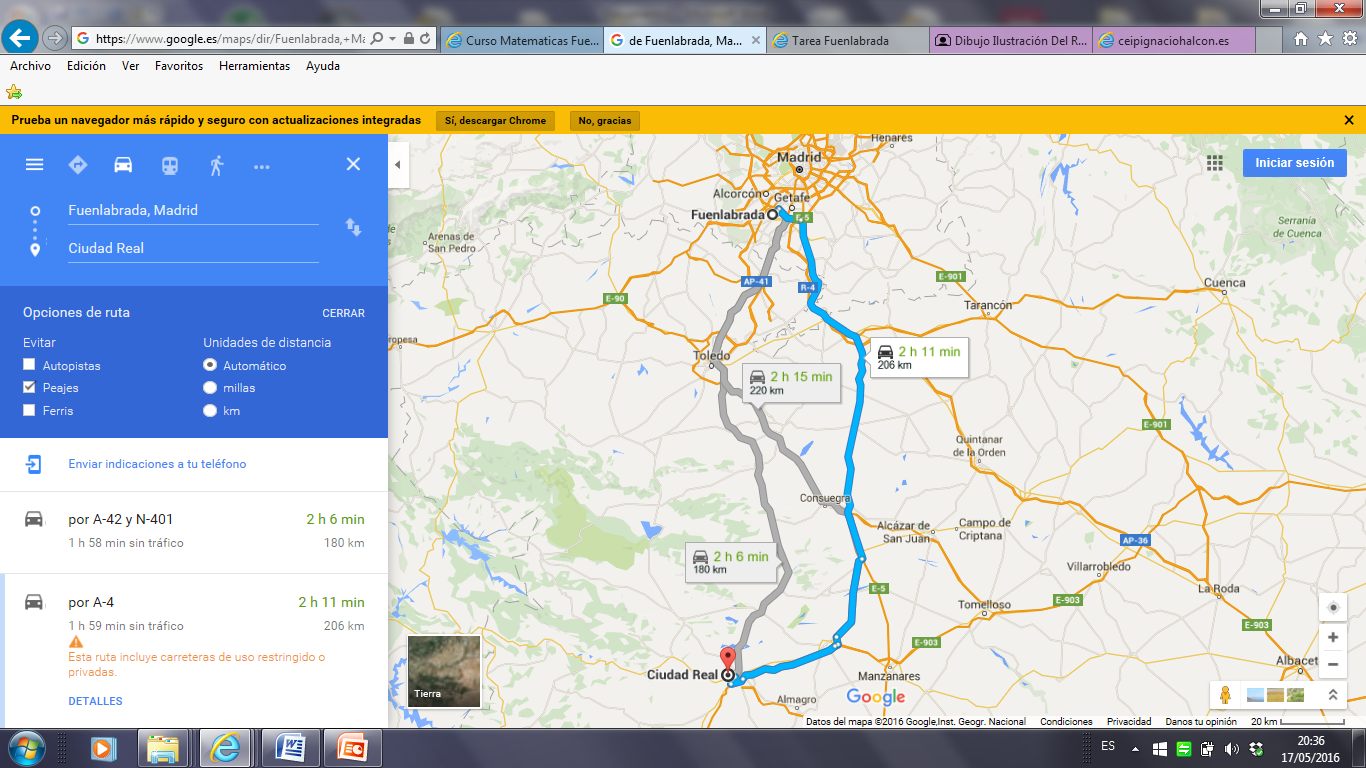 https://www.google.es/maps/dir/Fuenlabrada,+Ma
Curso Matematicas Fue...
de Fuenlabrada, Ma...
Tarea Fuenlabrada
Dibujo Ilustración Del R...
ceipignaciohalcon.es
Archivo Edición Ver Favoritos Herramientas Ayuda
Prueba un navegador más rápido y seguro con actualizaciones integradas
Sí, descargar Chrome
No, gracias
Fuenlabrada, Madrid
Ciudad Real
Opciones de ruta
CERRAR
Evitar
Unidades de distancia
Autopistas
Automático
Peajes
millas
Ferris
km
Enviar indicaciones a tu teléfono
por A-42 y N-401
2 h 6 min
1 h 58 min sin tráfico
180 km
por A-4
2 h 11 min
1 h 59 min sin tráfico
206 km
Esta ruta incluye carreteras de uso restringido o
privadas.
DETALLES
Henares
Madrid
Iniciar sesión
Alcorcón
Getafe
Fuenlabrada
E-5
Serranía
de Cuenca
Arenas de
San Pedro
AP-41
R-4
E-901
Cuenca
E-90
Tarancón
ropesa
Toledo
2 h 11 min
206 km
2 h 15 min
220 km
E-901
Quintanar
de la Orden
Consuegra
Alcázar de
San Juan
Campo de
Criptana
AP-36
2 h 6 min
180 km
Villarrobledo
E-5
La Roda
E-903
Tomelloso
E-903
E-903
Ciudad Real
Manzanares
Albacet
Almagro
Tierra
Google
Datos del mapa ©2016 Google,Inst. Geogr. Nacional
Condiciones
Privacidad
Danos tu opinión
20 km
ES
20:36
17/05/2016